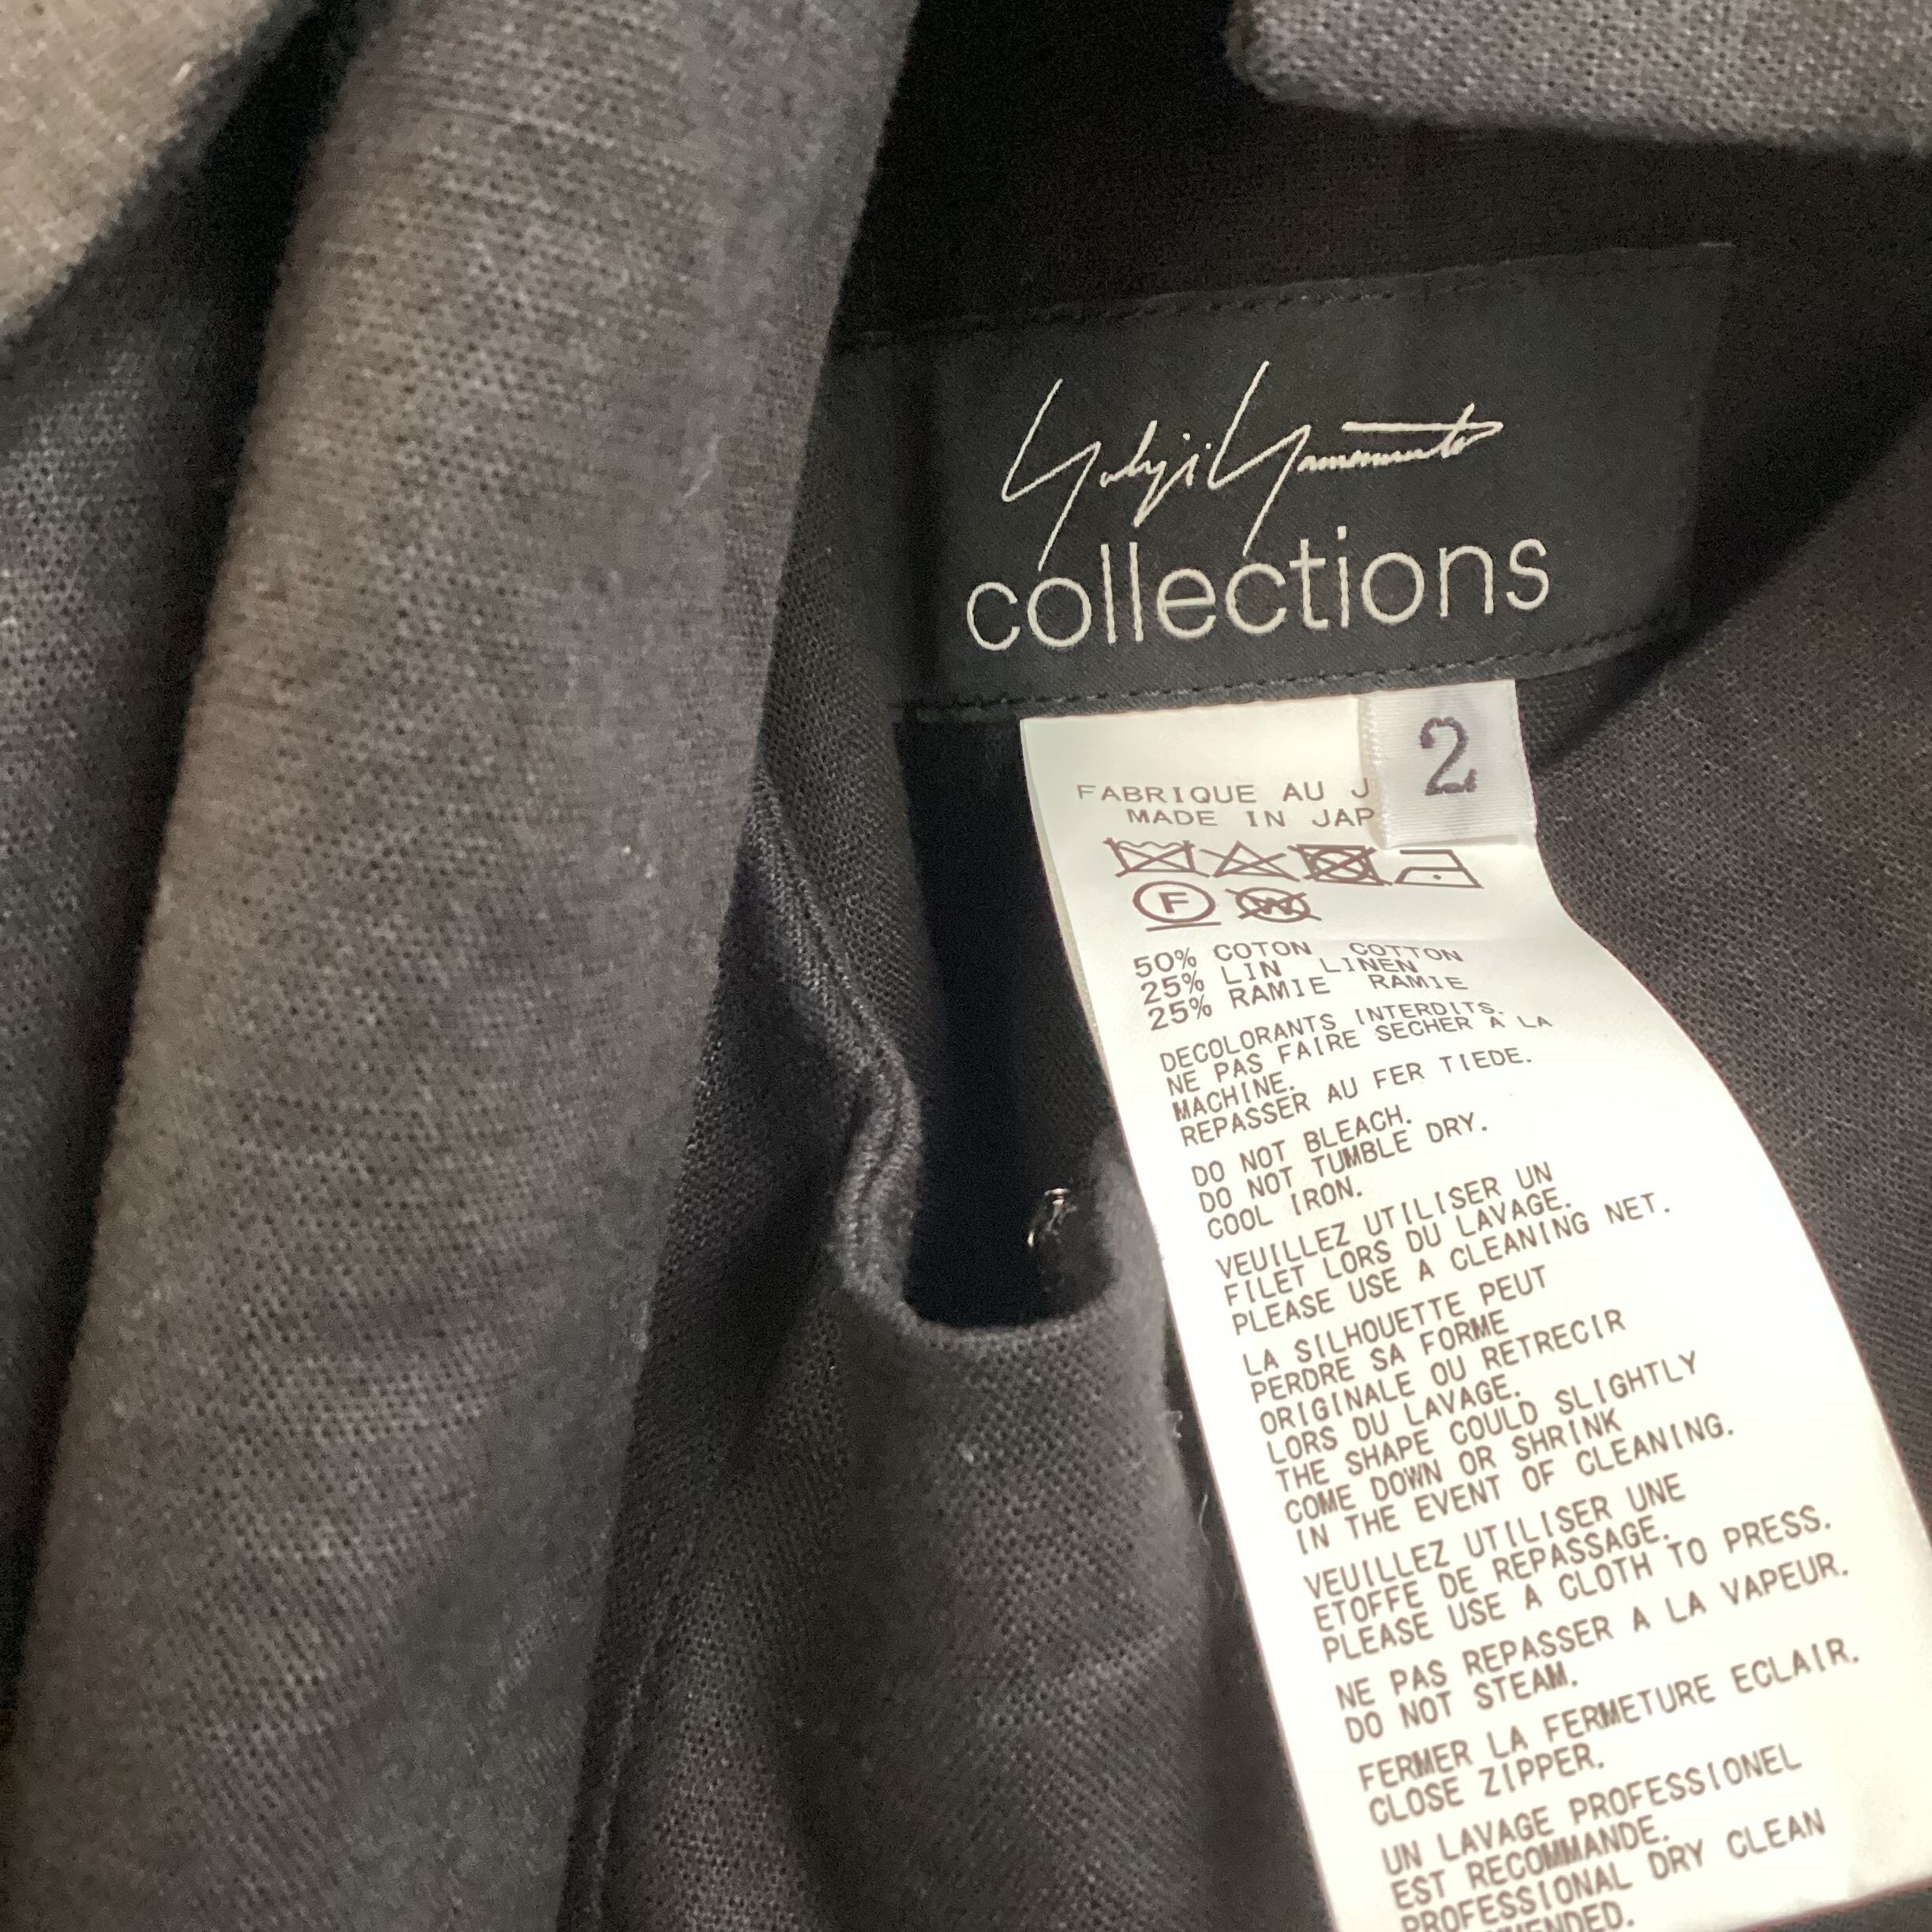 Yohji Yamamoto
collections
2
FABRIQUE AU J
MADE IN JAP
F
W
50% COTON COTTON
25% LIN LINEN
25% RAMIE RAMIE
DECOLORANTS INTERDITS.
NE PAS FAIRE SECHER A LA
MACHINE.
REPASSER AU FER TIEDE.
DO NOT BLEACH.
DO NOT TUMBLE DRY.
COOL IRON.
VEUILLEZ UTILISER UN
FILET LORS DU LAVAGE.
PLEASE USE A CLEANING NET.
LA SILHOUETTE PEUT
PERDRE SA FORME
ORIGINALE OU RETRECIR
LORS DU LAVAGE.
THE SHAPE COULD SLIGHTLY
COME DOWN OR SHRINK
IN THE EVENT OF CLEANING.
VEUILLEZ UTILISER UNE
ETOFFE DE REPASSAGE.
PLEASE USE A CLOTH TO PRESS.
NE PAS REPASSER A LA VAPEUR.
DO NOT STEAM.
FERMER LA FERMETURE ECLAIR.
CLOSE ZIPPER.
UN LAVAGE PROFESSIONEL
EST RECOMMANDE.
PROFESSIONAL DRY CLEAN